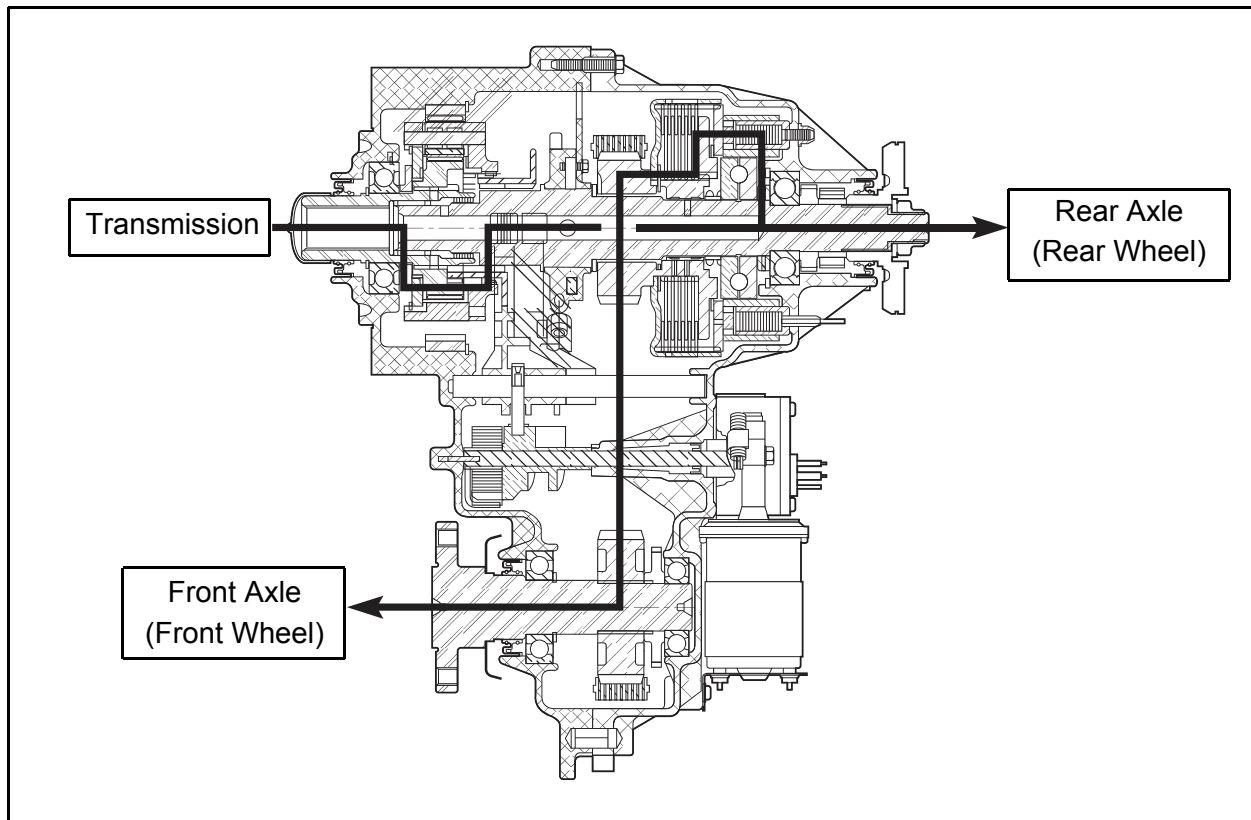 Transmission
Rear Axle
(Rear Wheel)
Front Axle
(Front Wheel)